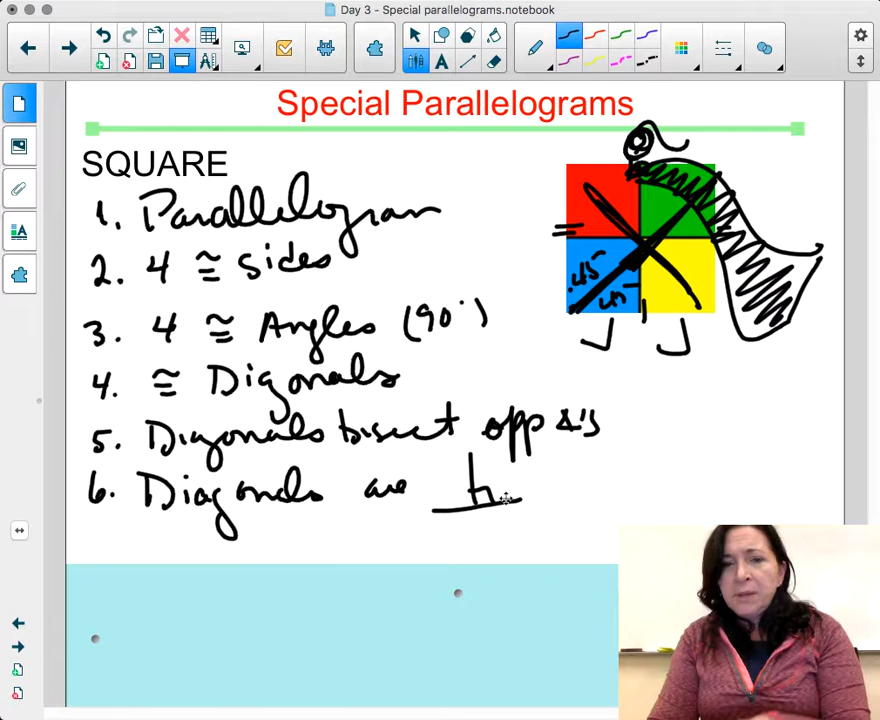 Day 3 - Special parallelograms.notebook
Special Parallelograms
SQUARE
1. Parallelogram
2. 4 ≅ Sides
3. 4 ≅ Angles (90°)
4. ≅ Digonals
5. Diagonals bisect opp ∡'s
6. Diagonals are ⊥
45
45